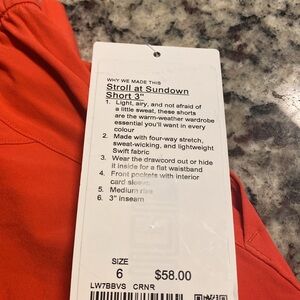 WHY WE MADE THIS
Stroll at Sundown
Short 3"
1. Light, airy, and not afraid of
a little sweat, these shorts
are the warm-weather wardrobe
essential you'll want in every
colour
2. Made with four-way stretch,
sweat-wicking, and lightweight
Swift fabric
3. Wear the drawcord out or hide
it inside for a flat waistband
4. Front pockets with interior
card sleeve
5. Medium rise
6. 3" Inseam
SIZE
6 $58.00
LW7BBVS CRNR